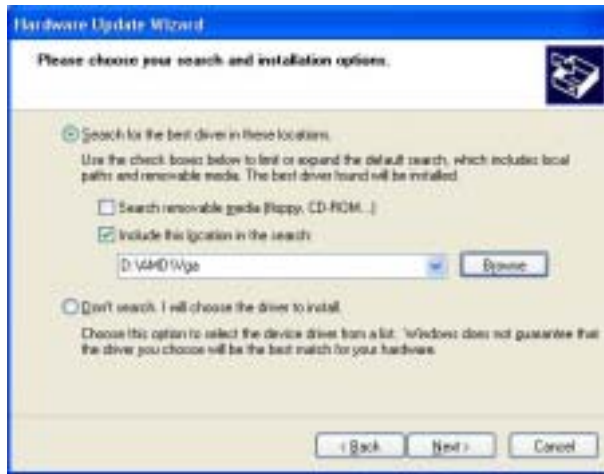 Hardware Update Wizard
Please choose your search and installation options.
Search for the best driver in these locations.
Use the check boxes below to limit or expand the default search, which includes local
paths and removable media. The best driver found will be installed.
Search removable media (floppy, CD-ROM...)
Include this location in the search:
D:\AMD\Vga
Browse
Don't search. I will choose the driver to install.
Choose this option to select the device driver from a list. Windows does not guarantee that
the driver you choose will be the best match for your hardware.
< Back
Next >
Cancel